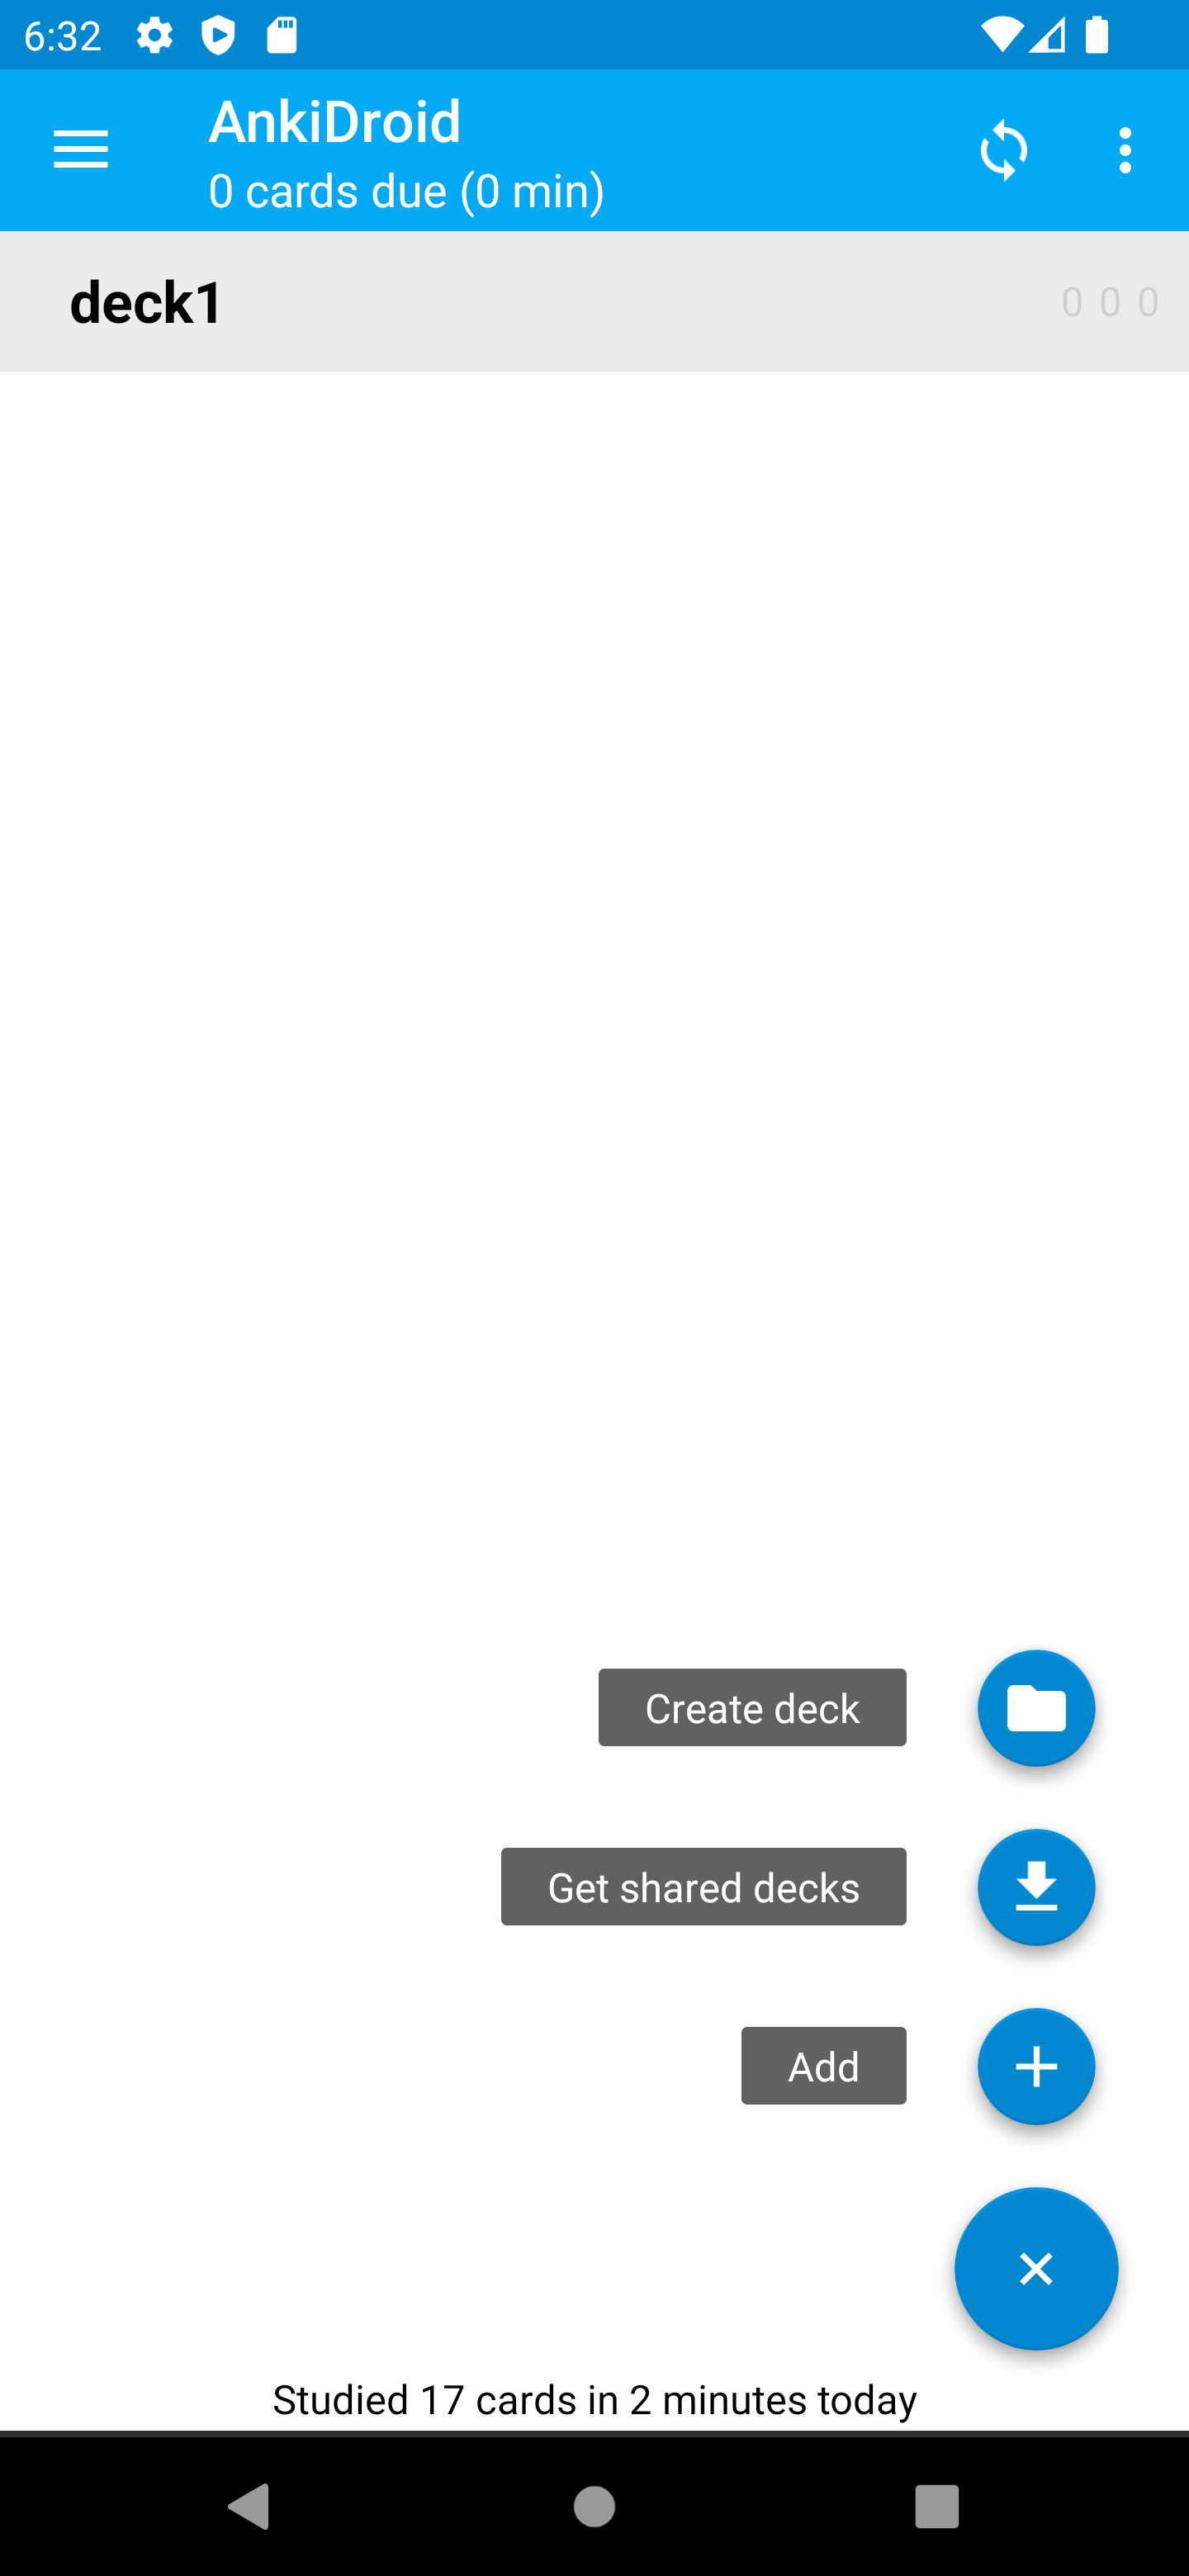 6:32
AnkiDroid
0 cards due (0 min)
deck1
0 0 0
Create deck
Get shared decks
Add
Studied 17 cards in 2 minutes today